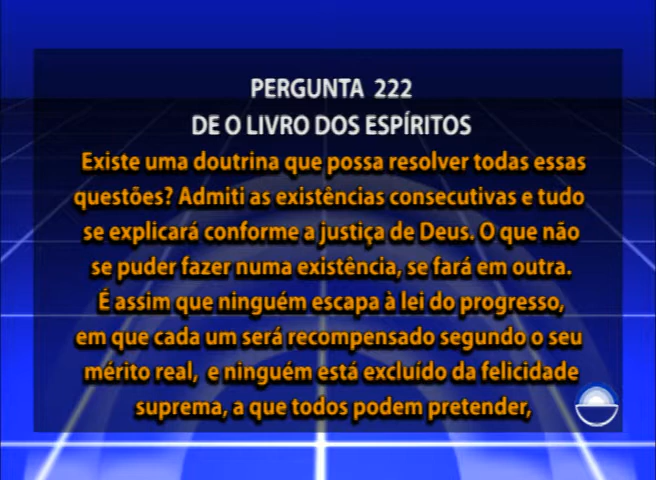 PERGUNTA 222
DE O LIVRO DOS ESPÍRITOS
Existe uma doutrina que possa resolver todas essas
questões? Admiti as existências consecutivas e tudo
se explicará conforme a justiça de Deus. O que não
se puder fazer numa existência, se fará em outra.
É assim que ninguém escapa à lei do progresso,
em que cada um será recompensado segundo o seu
mérito real, e ninguém está excluído da felicidade
suprema, a que todos podem pretender,